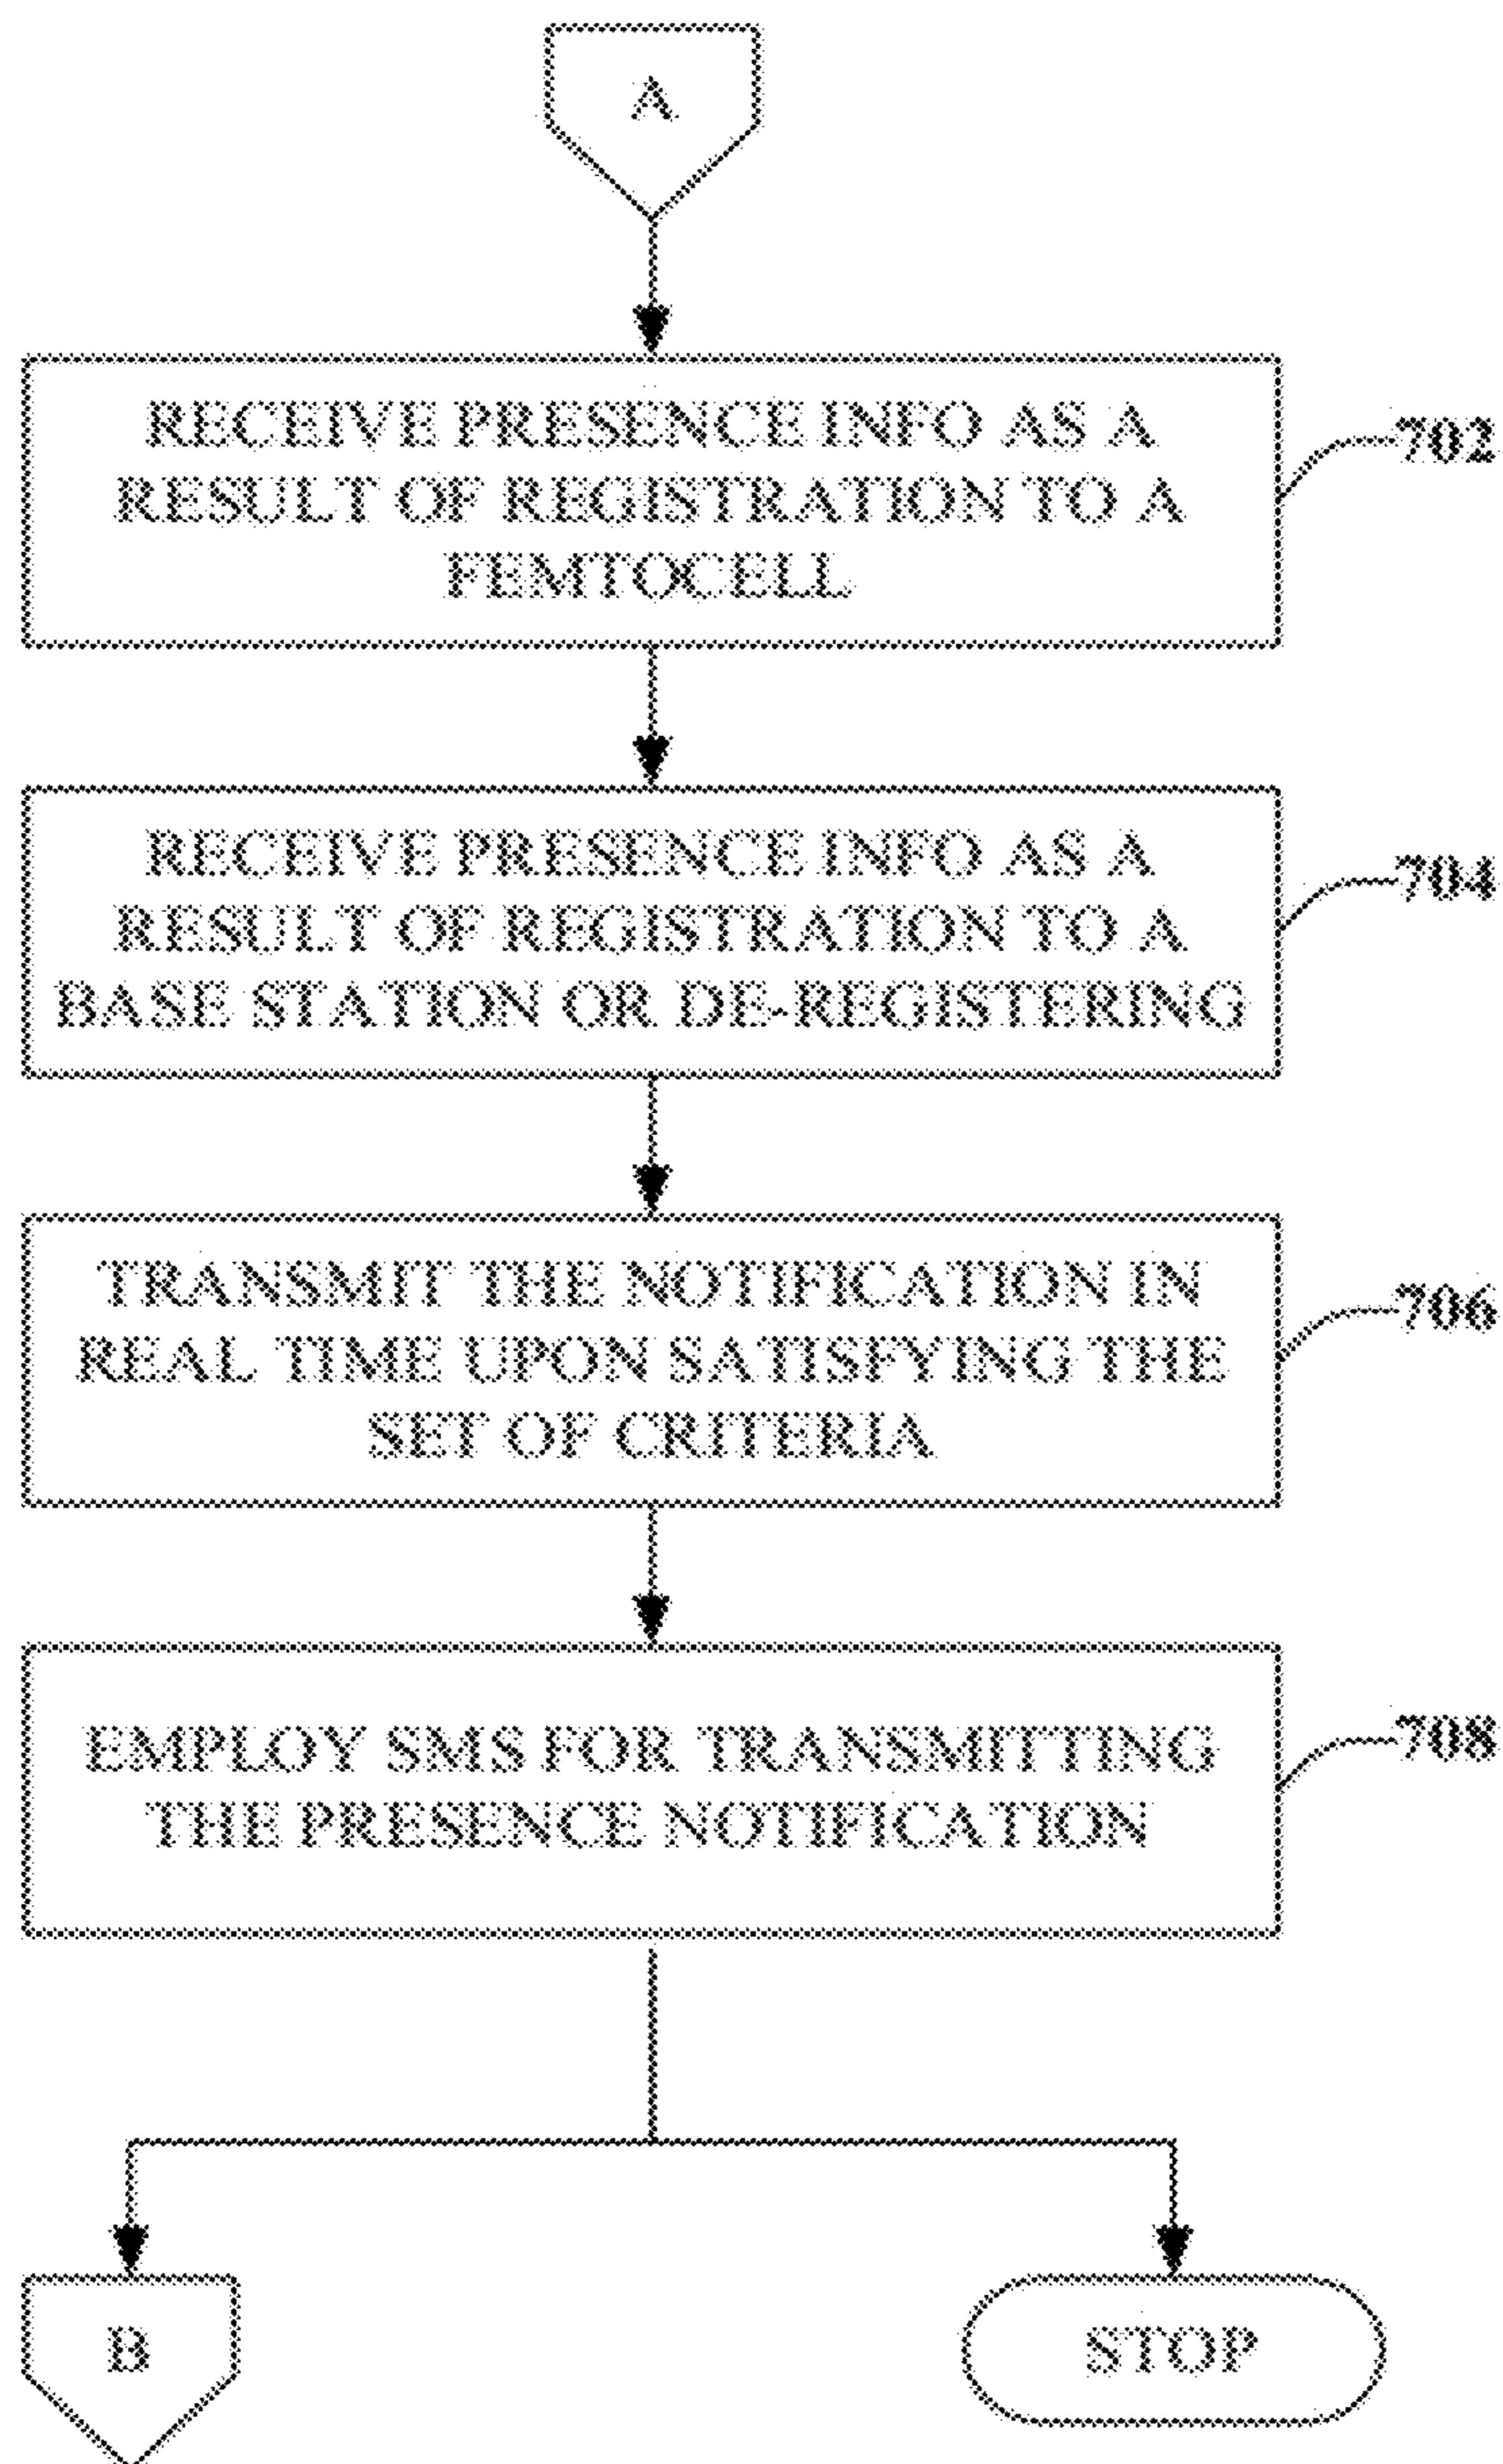 A
RECEIVE PRESENCE INFO AS A
RESULT OF REGISTRATION TO A
FEMTOCELL
702
RECEIVE PRESENCE INFO AS A
RESULT OF REGISTRATION TO A
BASE STATION OR DE-REGISTERING
704
TRANSMIT THE NOTIFICATION IN
REAL TIME UPON SATISFYING THE
SET OF CRITERIA
706
EMPLOY SMS FOR TRANSMITTING
THE PRESENCE NOTIFICATION
708
B
STOP